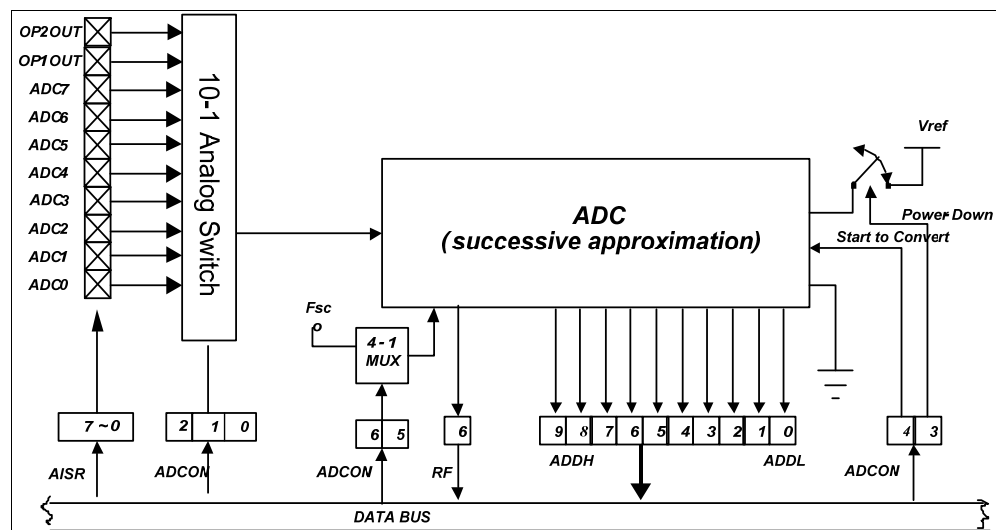 OP2OUT
OP1OUT
ADC7
ADC6
ADC5
ADC4
ADC3
ADC2
ADC1
ADC0
10-1 Analog Switch
ADC
(successive approximation)
Vref
Power-Down
Start to Convert
Fsc
o
4-1
MUX
7~0
2 1 0
6 5
6
9 8 7 6 5 4 3 2 1 0
4 3
AISR
ADCON
ADCON
RF
ADDH
ADDL
ADCON
DATA BUS